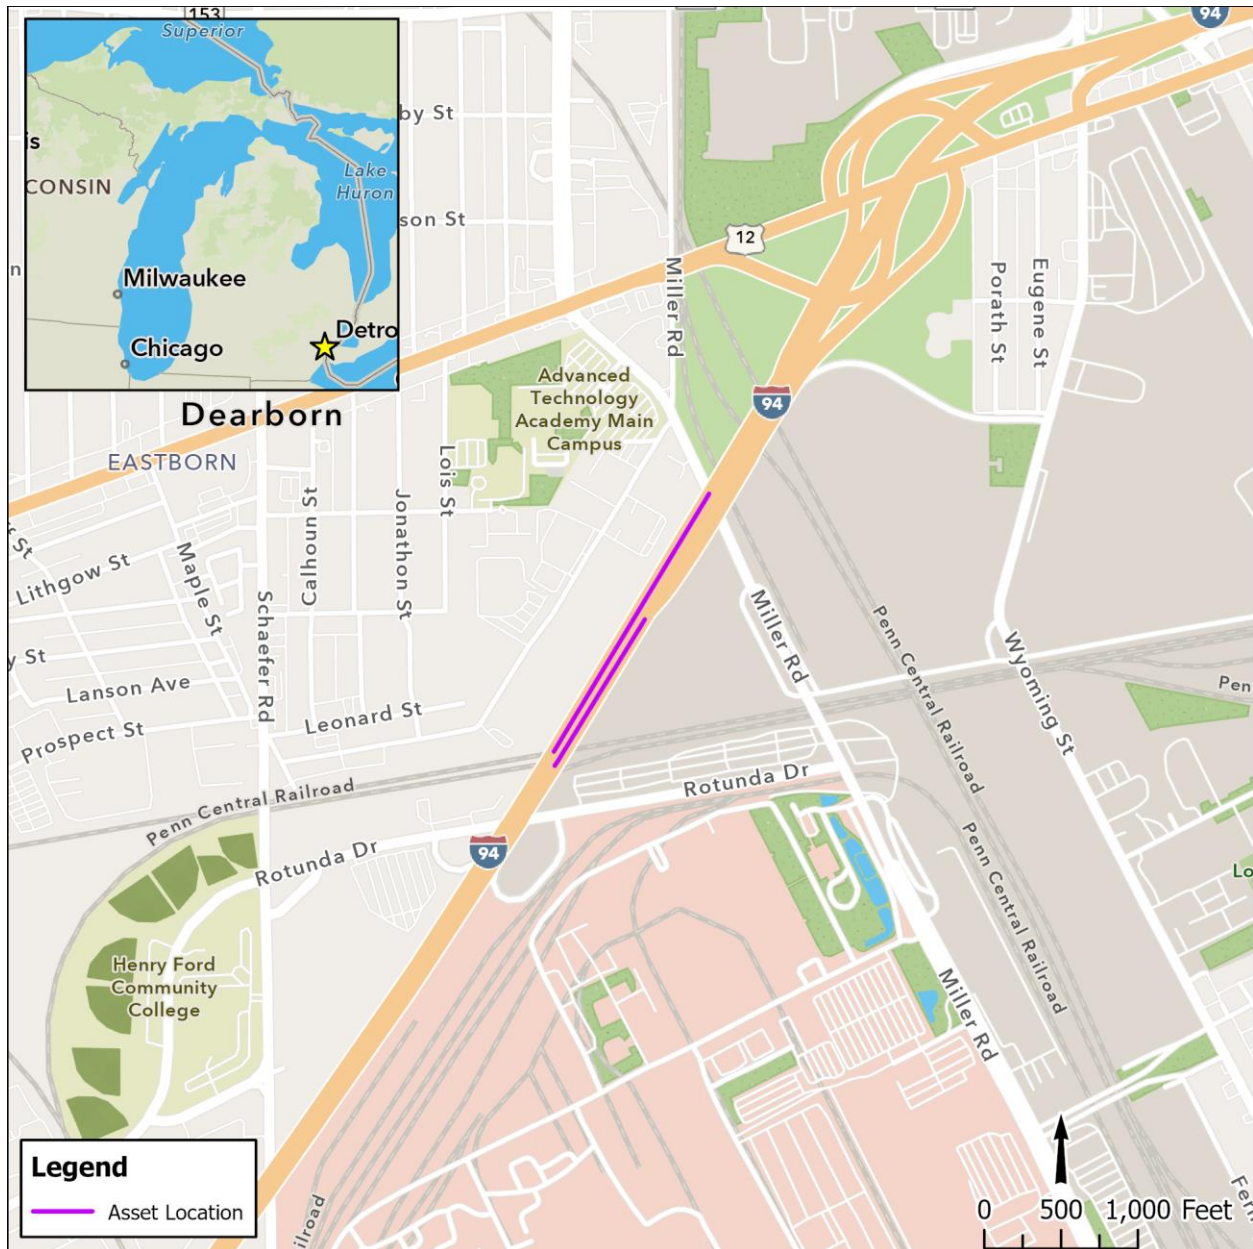 153
Superior
Lake
Huron
is
CONSIN
Milwaukee
Chicago
Detro
by St
son St
n
94
12
Miller Rd
Porath St
Eugene St
94
Advanced
Technology
Academy Main
Campus
Dearborn
EASTBORN
Lois St
Calhoun St
Jonathon St
St
Lithgow St
Maple St
Schaefer Rd
y St
Lanson Ave
Prospect St
Leonard St
Miller Rd
Penn Central Railroad
Wyoming St
Pen
Penn Central Railroad
Rotunda Dr
Rotunda Dr
94
Penn Central Railroad
Lo
Henry Ford
Community
College
Miller Rd
Fern
ilroad
Legend
Asset Location
0 500 1,000 Feet